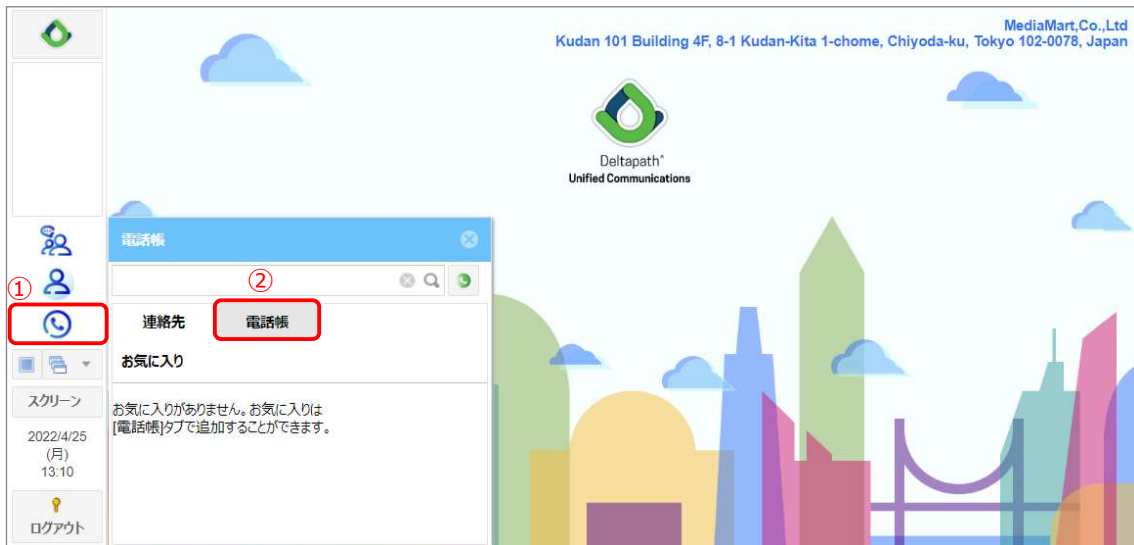 MediaMart,Co.,Ltd
Kudan 101 Building 4F, 8-1 Kudan-Kita 1-chome, Chiyoda-ku, Tokyo 102-0078, Japan
Deltapath
Unified Communications
電話帳
①
②
連絡先
電話帳
お気に入り
お気に入りがありません。お気に入りは
[電話帳]タブで追加することができます。
スクリーン
2022/4/25
(月)
13:10
ログアウト